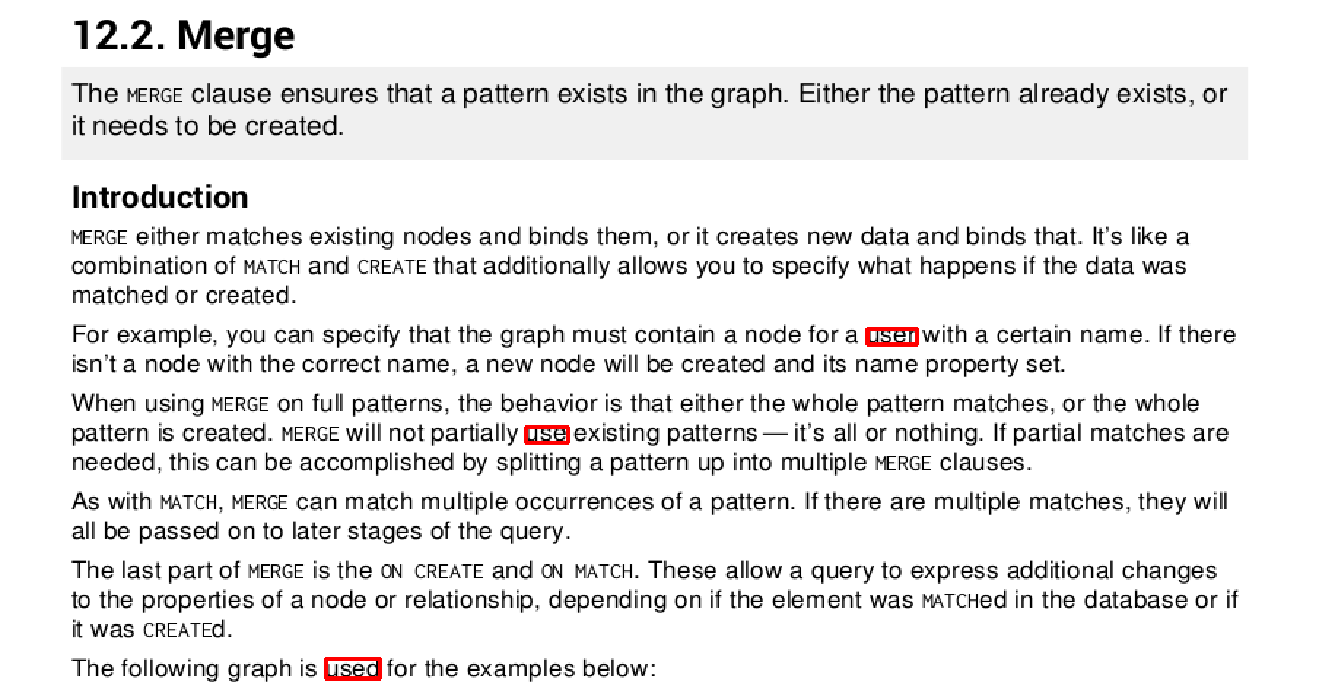 12.2. Merge
The MERGE clause ensures that a pattern exists in the graph. Either the pattern already exists, or
it needs to be created.
Introduction
MERGE either matches existing nodes and binds them, or it creates new data and binds that. It's like a
combination of MATCH and CREATE that additionally allows you to specify what happens if the data was
matched or created.
For example, you can specify that the graph must contain a node for a user with a certain name. If there
isn't a node with the correct name, a new node will be created and its name property set.
When using MERGE on full patterns, the behavior is that either the whole pattern matches, or the whole
pattern is created. MERGE will not partially use existing patterns — it's all or nothing. If partial matches are
needed, this can be accomplished by splitting a pattern up into multiple MERGE clauses.
As with MATCH, MERGE can match multiple occurrences of a pattern. If there are multiple matches, they will
all be passed on to later stages of the query.
The last part of MERGE is the ON CREATE and ON MATCH. These allow a query to express additional changes
to the properties of a node or relationship, depending on if the element was MATCHed in the database or if
it was CREATEd.
The following graph is used for the examples below: